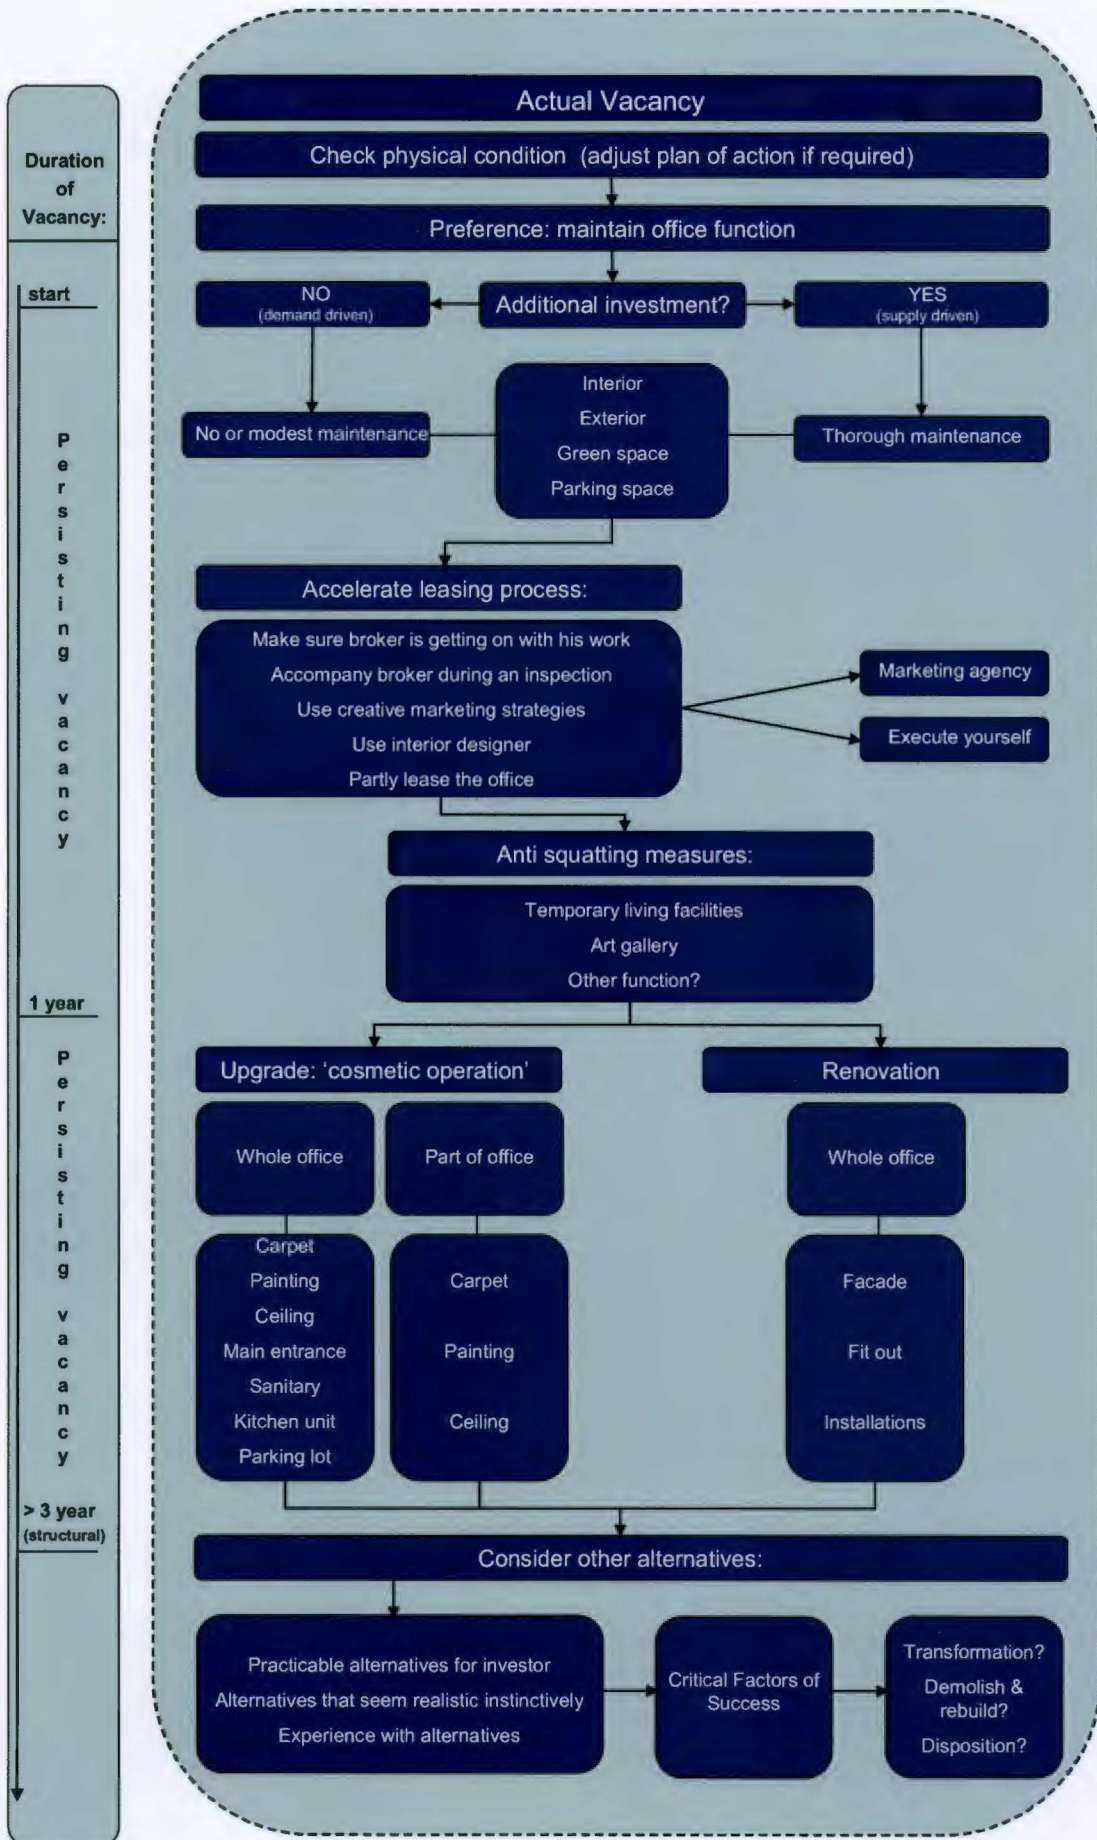 Duration
of
Vacancy:
start
Persisting vacancy
1 year
Persisting vacancy
> 3 year
(structural)
Actual Vacancy
Check physical condition (adjust plan of action if required)
Preference: maintain office function
NO
(demand driven)
Additional investment?
YES
(supply driven)
No or modest maintenance
Interior
Exterior
Green space
Parking space
Thorough maintenance
Accelerate leasing process:
Make sure broker is getting on with his work
Accompany broker during an inspection
Use creative marketing strategies
Use interior designer
Partly lease the office
Marketing agency
Execute yourself
Anti squatting measures:
Temporary living facilities
Art gallery
Other function?
Upgrade: ‘cosmetic operation’
Renovation
Whole office
Part of office
Whole office
Carpet
Painting
Ceiling
Main entrance
Sanitary
Kitchen unit
Parking lot
Carpet
Painting
Ceiling
Facade
Fit out
Installations
Consider other alternatives:
Practicable alternatives for investor
Alternatives that seem realistic instinctively
Experience with alternatives
Critical Factors of
Success
Transformation?
Demolish &
rebuild?
Disposition?